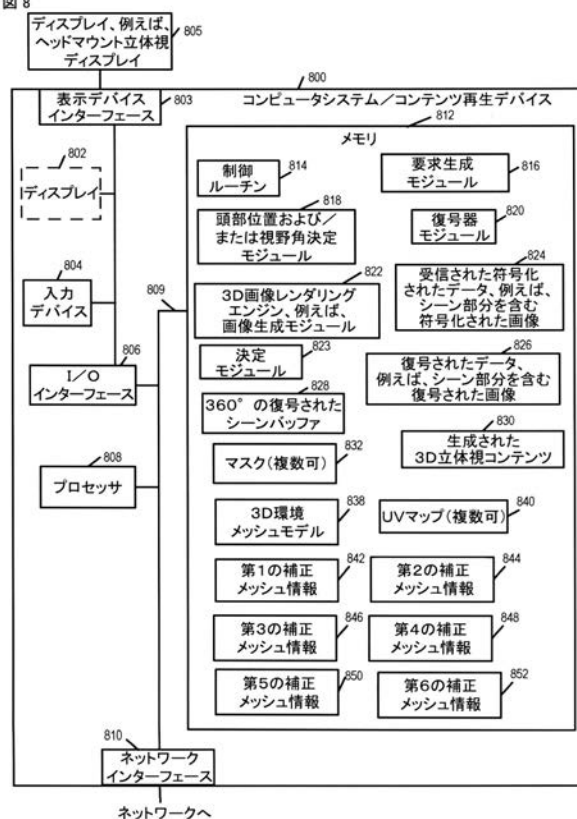 図 8
ディスプレイ、例えば、
ヘッドマウント立体視
ディスプレイ
805
800
表示デバイス
インターフェース
803
コンピュータシステム/コンテンツ再生デバイス
812
メモリ
802
ディスプレイ
制御
ルーチン
814
要求生成
モジュール
816
818
頭部位置および/
または視野角決定
モジュール
復号器
モジュール
820
804
入力
デバイス
809
822
3D画像レンダリング
エンジン、例えば、
画像生成モジュール
824
受信された符号化
されたデータ、例えば、
シーン部分を含む
符号化された画像
806
I/O
インターフェース
決定
モジュール
823
826
復号されたデータ、
例えば、シーン部分を含む
復号された画像
828
360°の復号された
シーンバッファ
830
生成された
3D立体視コンテンツ
808
プロセッサ
マスク(複数可)
832
3D環境
メッシュモデル
838
UVマップ(複数可)
840
第1の補正
メッシュ情報
842
第2の補正
メッシュ情報
844
第3の補正
メッシュ情報
846
第4の補正
メッシュ情報
848
第5の補正
メッシュ情報
850
第6の補正
メッシュ情報
852
810
ネットワーク
インターフェース
ネットワークへ